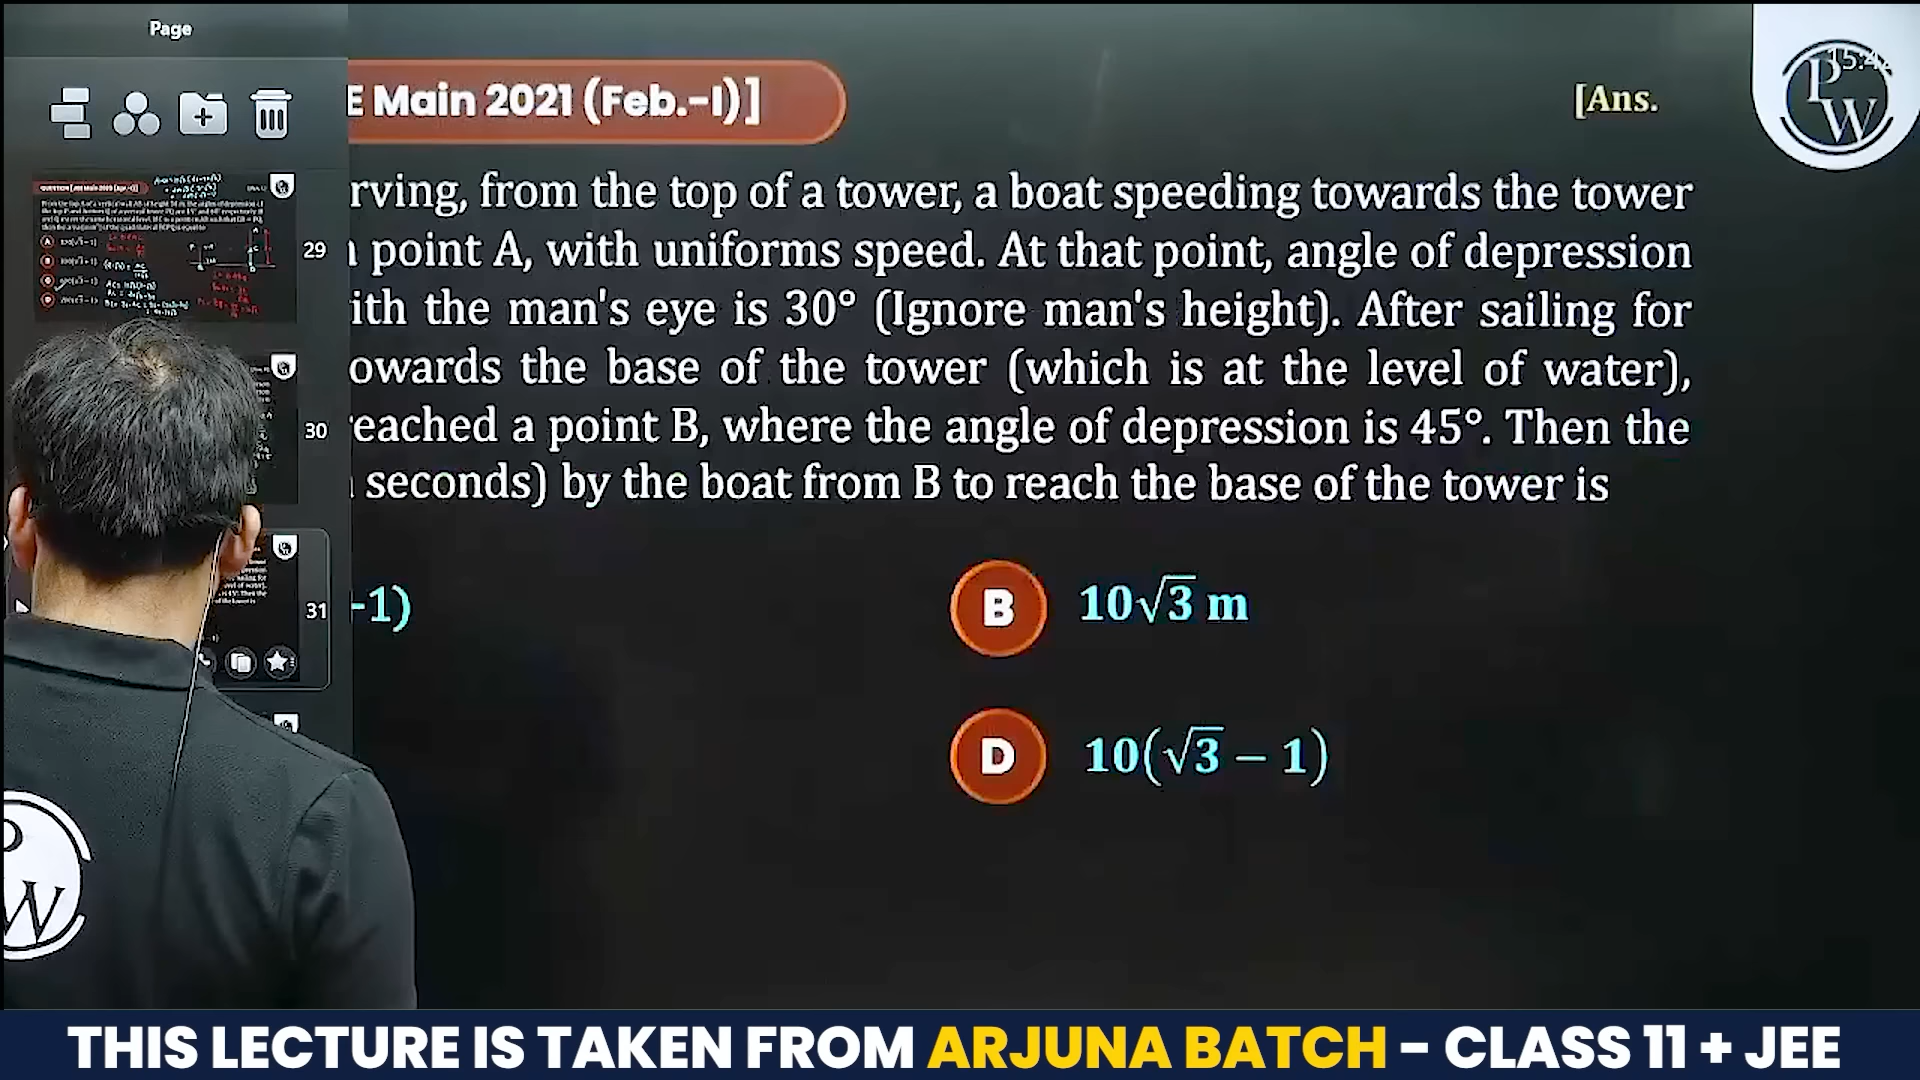 Page
E Main 2021 (Feb.-I)]
[Ans.
rving, from the top of a tower, a boat speeding towards the tower
29
point A, with uniforms speed. At that point, angle of depression
ith the man's eye is 30° (Ignore man's height). After sailing for
owards the base of the tower (which is at the level of water),
30
eached a point B, where the angle of depression is 45°. Then the
seconds) by the boat from B to reach the base of the tower is
31
-1)
B 10√3 m
D 10(√3 – 1)
PW
PW
THIS LECTURE IS TAKEN FROM ARJUNA BATCH - CLASS 11 + JEE